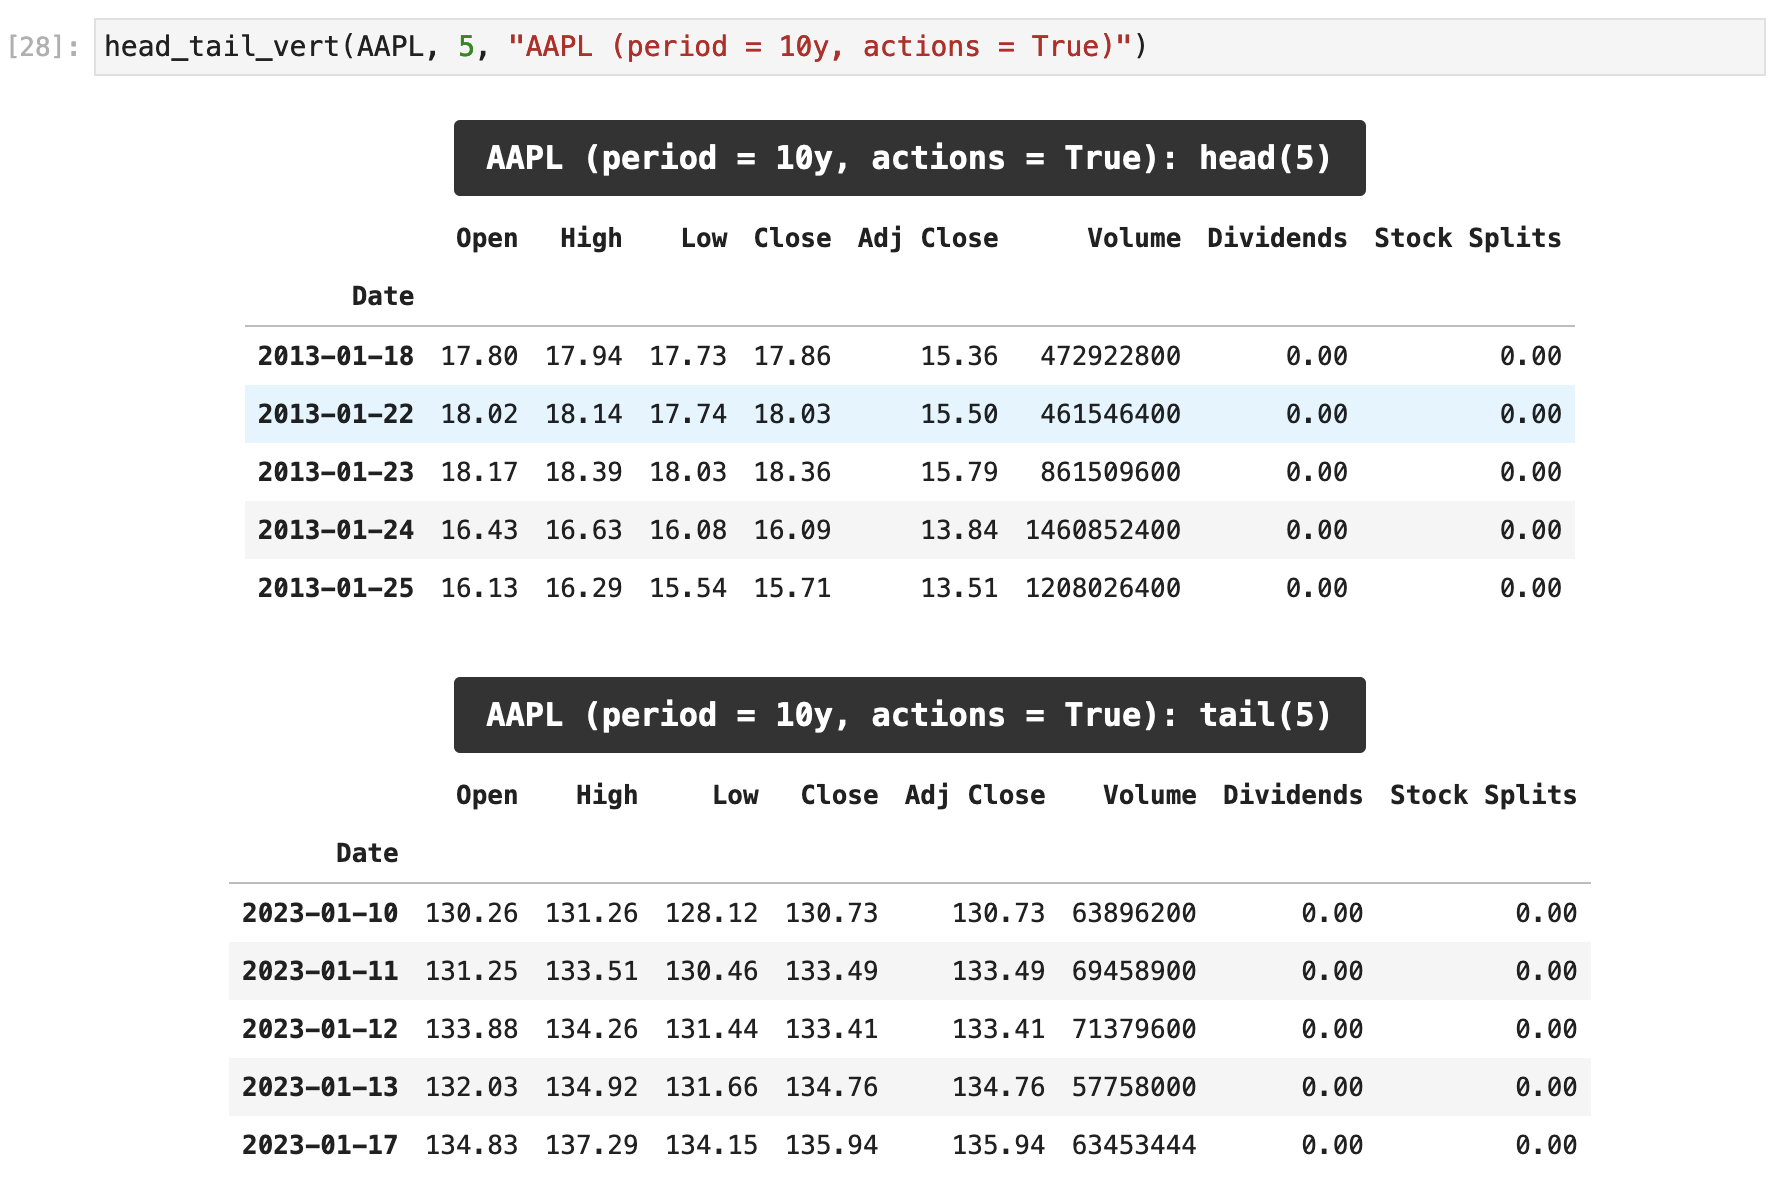 [28]: head_tail_vert(AAPL, 5, "AAPL (period = 10y, actions = True)")
AAPL (period = 10y, actions = True): head(5)
Open High Low Close Adj Close Volume Dividends Stock Splits
Date
2013-01-18 17.80 17.94 17.73 17.86 15.36 472922800 0.00 0.00
2013-01-22 18.02 18.14 17.74 18.03 15.50 461546400 0.00 0.00
2013-01-23 18.17 18.39 18.03 18.36 15.79 861509600 0.00 0.00
2013-01-24 16.43 16.63 16.08 16.09 13.84 1460852400 0.00 0.00
2013-01-25 16.13 16.29 15.54 15.71 13.51 1208026400 0.00 0.00
AAPL (period = 10y, actions = True): tail(5)
Open High Low Close Adj Close Volume Dividends Stock Splits
Date
2023-01-10 130.26 131.26 128.12 130.73 130.73 63896200 0.00 0.00
2023-01-11 131.25 133.51 130.46 133.49 133.49 69458900 0.00 0.00
2023-01-12 133.88 134.26 131.44 133.41 133.41 71379600 0.00 0.00
2023-01-13 132.03 134.92 131.66 134.76 134.76 57758000 0.00 0.00
2023-01-17 134.83 137.29 134.15 135.94 135.94 63453444 0.00 0.00